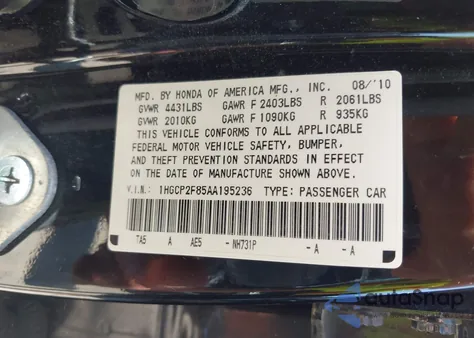 MFD. BY HONDA OF AMERICA MFG., INC. 08/'10
GVWR 4431LBS GAWR F 2403LBS R 2061LBS
GVWR 2010KG GAWR F 1090KG R 935KG
THIS VEHICLE CONFORMS TO ALL APPLICABLE
FEDERAL MOTOR VEHICLE SAFETY, BUMPER,
AND THEFT PREVENTION STANDARDS IN EFFECT
ON THE DATE OF MANUFACTURE SHOWN ABOVE.
V.I.N.: 1HGCP2F85AA195236 TYPE: PASSENGER CAR
TA5 A AE5 - NH731P -A -A
autoSnap